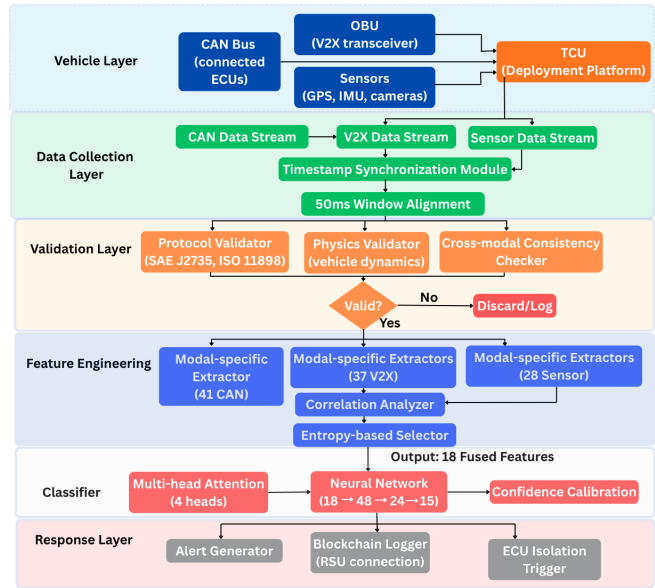 Vehicle Layer
CAN Bus
(connected
ECUs)
OBU
(V2X transceiver)
Sensors
(GPS, IMU, cameras)
TCU
(Deployment Platform)
Data Collection
Layer
CAN Data Stream
V2X Data Stream
Sensor Data Stream
Timestamp Synchronization Module
50ms Window Alignment
Validation Layer
Protocol Validator
(SAE J2735, ISO 11898)
Physics Validator
(vehicle dynamics)
Cross-modal Consistency
Checker
Valid?
No
Discard/Log
Yes
Feature Engineering
Modal-specific
Extractor
(41 CAN)
Modal-specific Extractors
(37 V2X)
Modal-specific Extractors
(28 Sensor)
Correlation Analyzer
Entropy-based Selector
Output: 18 Fused Features
Classifier
Multi-head Attention
(4 heads)
Neural Network
(18 → 48 → 24→15)
Confidence Calibration
Response Layer
Alert Generator
Blockchain Logger
(RSU connection)
ECU Isolation
Trigger